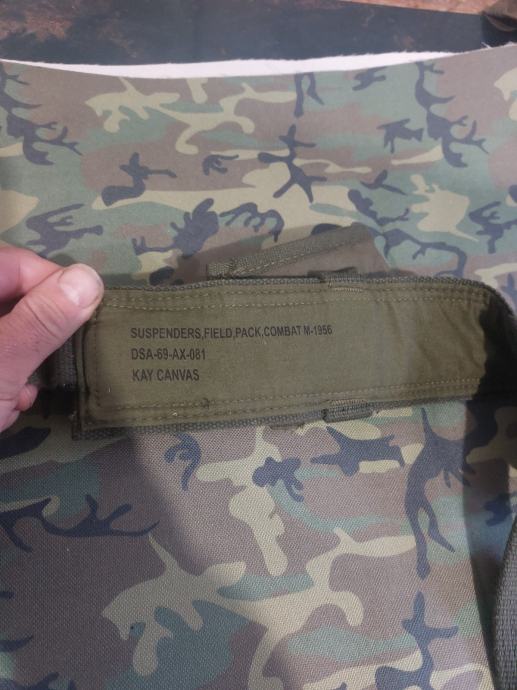 SUSPENDERS,FIELD,PACK,COMBAT M-1956
DSA-69-AX-081
KAY CANVAS